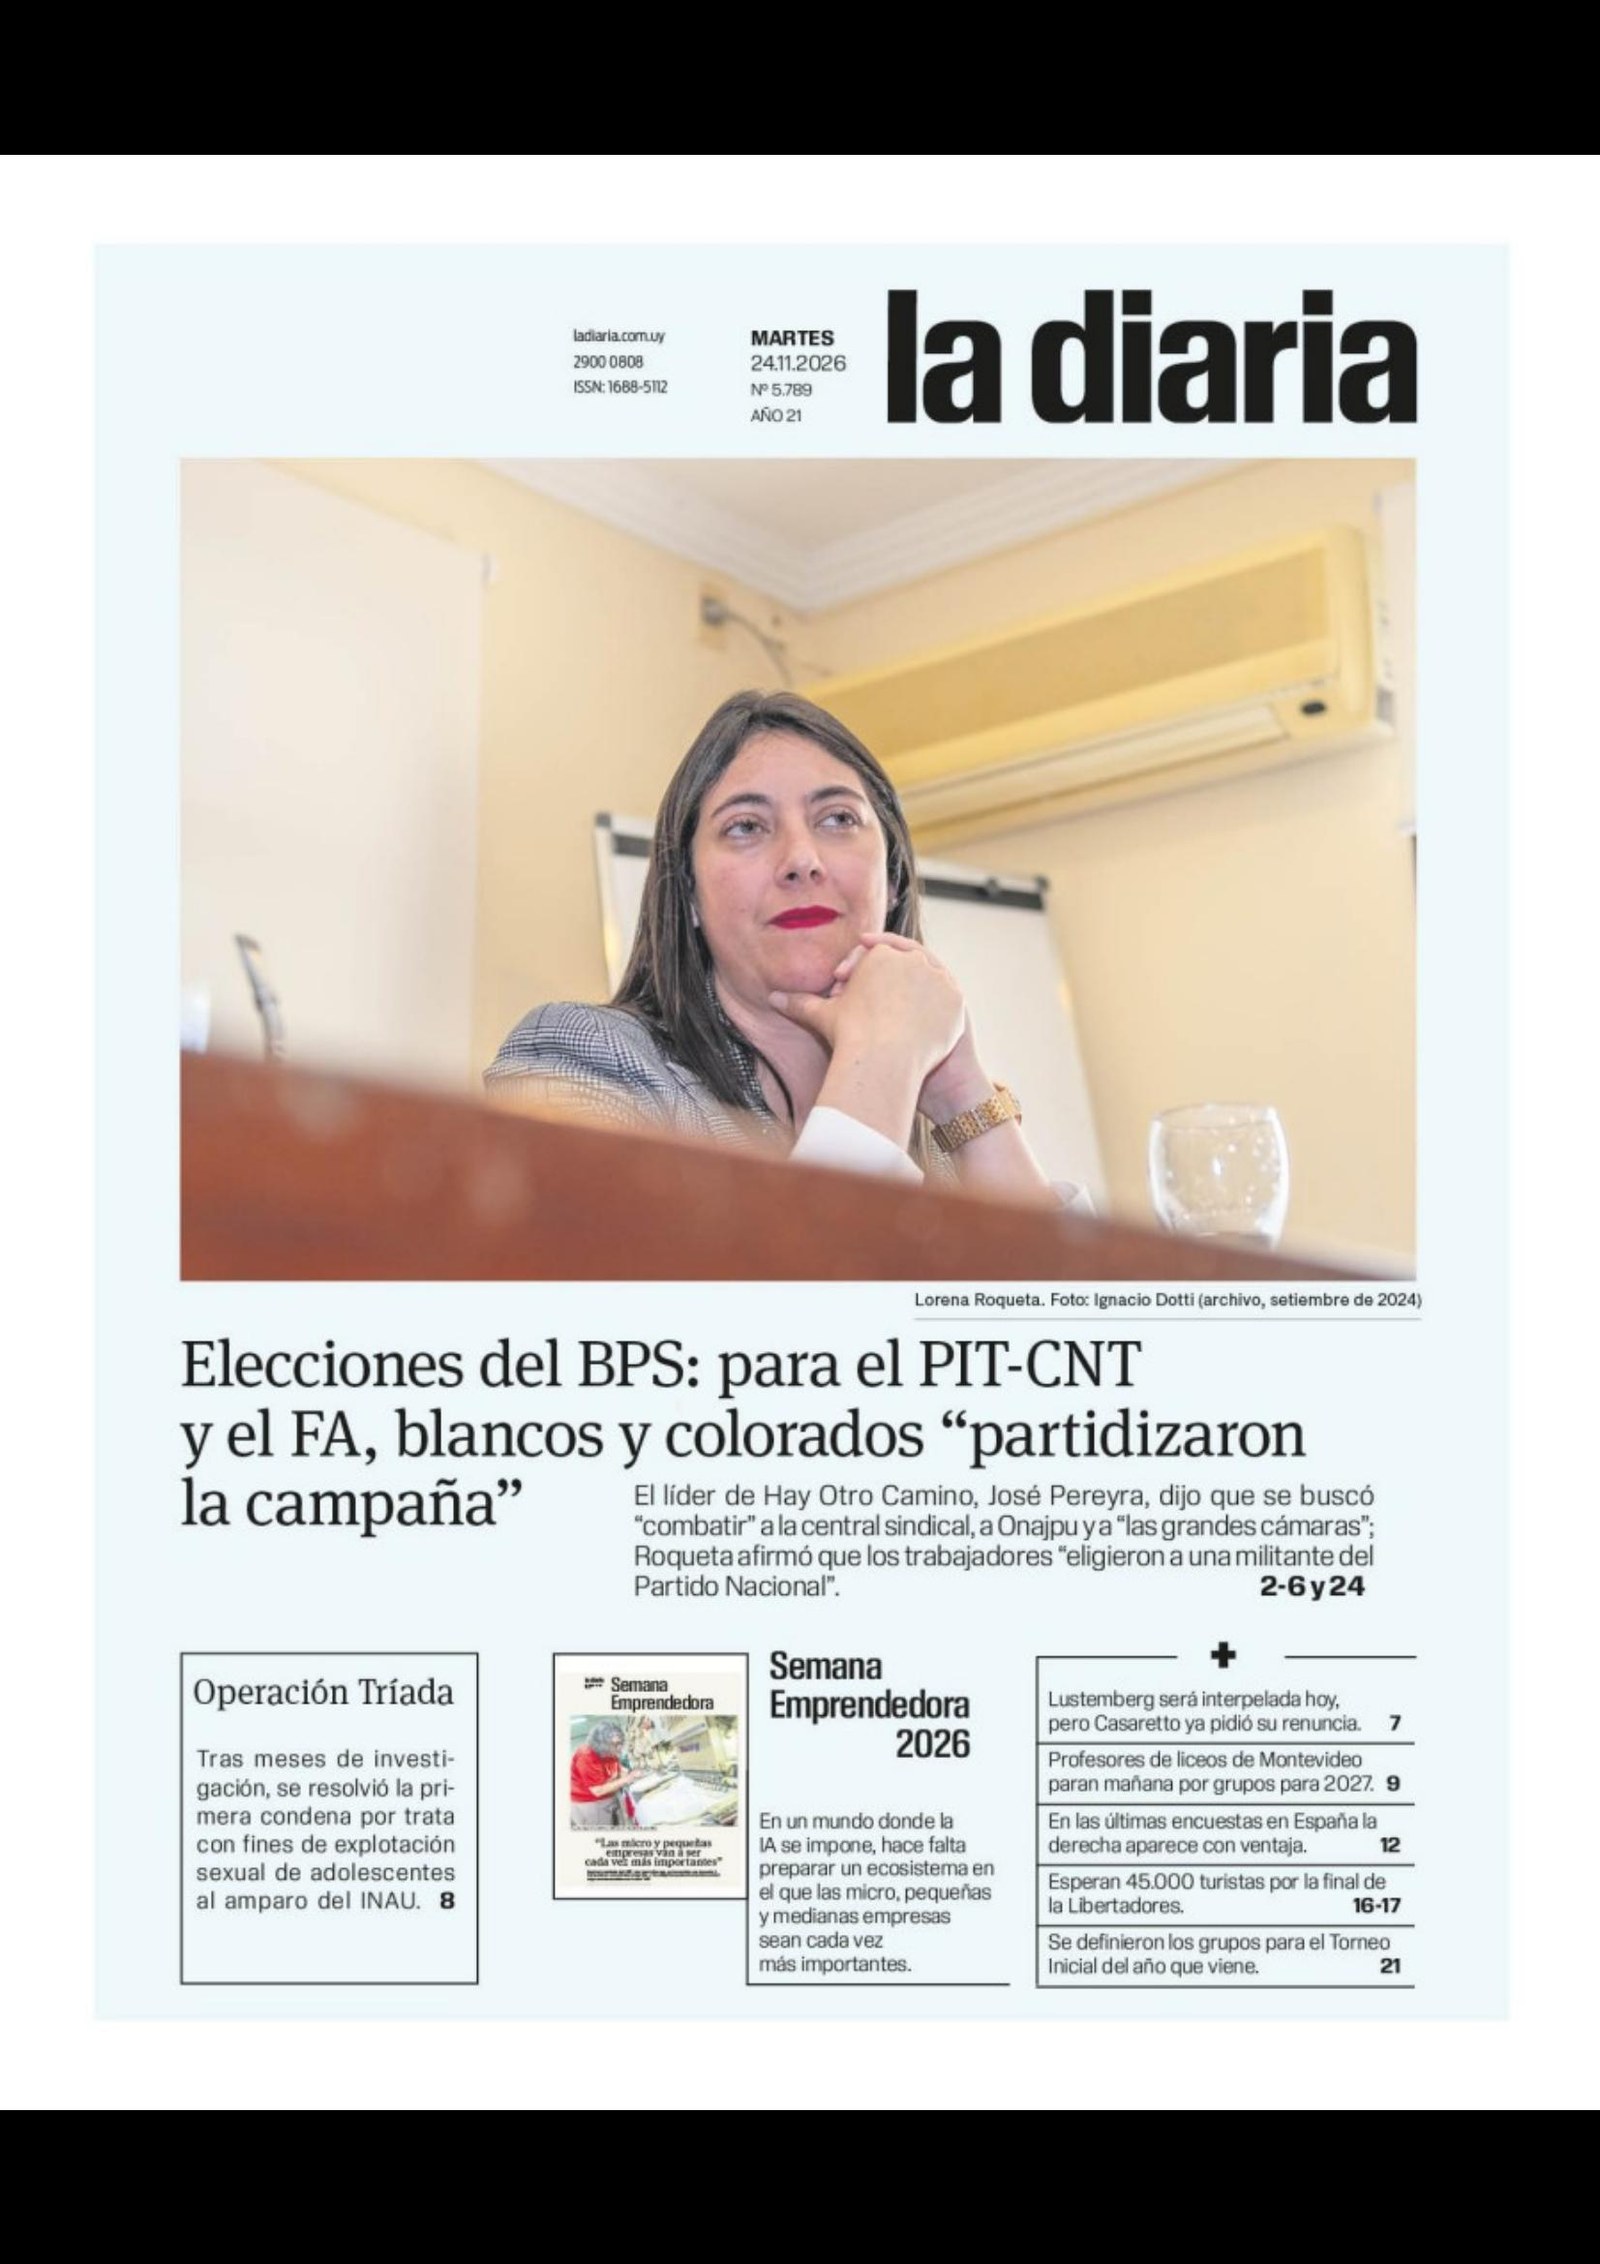 ladiaria.com.uy
2900 0808
ISSN: 1688-5112
MARTES
24.11.2026
Nº 5.789
AÑO 21
la diaria
Lorena Roqueta. Foto: Ignacio Dotti (archivo, setiembre de 2024)
Elecciones del BPS: para el PIT-CNT
y el FA, blancos y colorados “partidizaron
la campaña”
El líder de Hay Otro Camino, José Pereyra, dijo que se buscó
“combatir” a la central sindical, a Onajpu y a “las grandes cámaras”;
Roqueta afirmó que los trabajadores “eligieron a una militante del
Partido Nacional”. 2-6 y 24
Operación Tríada
Tras meses de investi-
gación, se resolvió la pri-
mera condena por trata
con fines de explotación
sexual de adolescentes
al amparo del INAU. 8
Semana
Emprendedora
“Las micro y pequeñas
empresas van a ser
cada vez más importantes”
Semana
Emprendedora
2026
En un mundo donde la
IA se impone, hace falta
preparar un ecosistema en
el que las micro, pequeñas
y medianas empresas
sean cada vez
más importantes.
Lustemberg será interpelada hoy,
pero Casaretto ya pidió su renuncia. 7
Profesores de liceos de Montevideo
paran mañana por grupos para 2027. 9
En las últimas encuestas en España la
derecha aparece con ventaja. 12
Esperan 45.000 turistas por la final de
la Libertadores. 16-17
Se definieron los grupos para el Torneo
Inicial del año que viene. 21